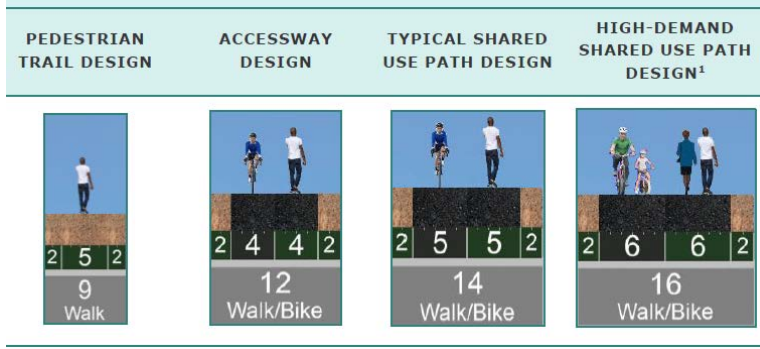 PEDESTRIAN
TRAIL DESIGN
ACCESSWAY
DESIGN
TYPICAL SHARED
USE PATH DESIGN
HIGH-DEMAND
SHARED USE PATH
DESIGN¹
2 5 2
9
Walk
2 4 4 2
12
Walk/Bike
2 5 5 2
14
Walk/Bike
2 6 6 2
16
Walk/Bike